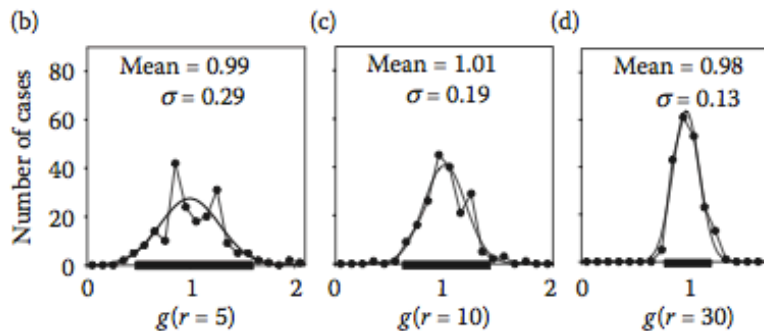 (b)
Mean = 0.99
σ = 0.29
Number of cases
80
60
40
20
0
0 1 2
g(r = 5)
(c)
Mean = 1.01
σ = 0.19
0 1 2
g(r = 10)
(d)
Mean = 0.98
σ = 0.13
0 1
g(r = 30)